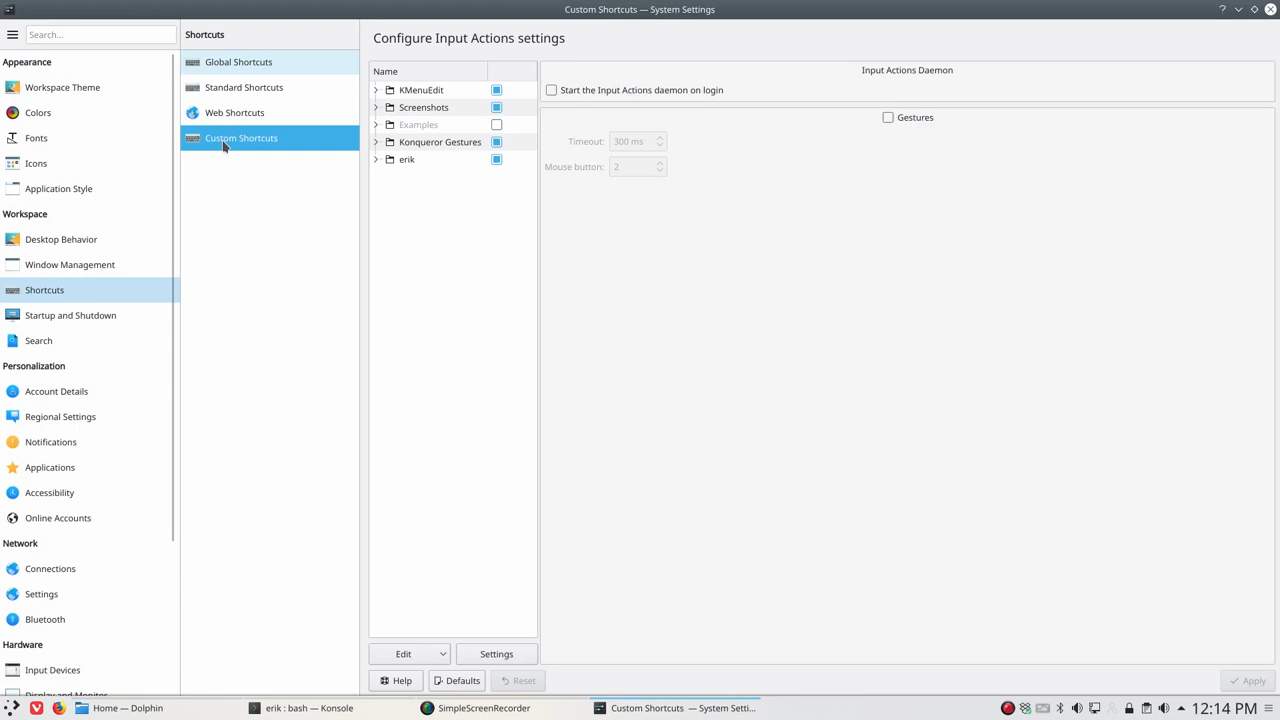 Custom Shortcuts — System Settings
Search...
Appearance
Workspace Theme
Colors
Fonts
Icons
Application Style
Workspace
Desktop Behavior
Window Management
Shortcuts
Startup and Shutdown
Search
Personalization
Account Details
Regional Settings
Notifications
Applications
Accessibility
Online Accounts
Network
Connections
Settings
Bluetooth
Hardware
Input Devices
Display and Monitor
Shortcuts
Global Shortcuts
Standard Shortcuts
Web Shortcuts
Custom Shortcuts
Configure Input Actions settings
Name
KMenuEdit
Screenshots
Examples
Konqueror Gestures
erik
Edit
Settings
Input Actions Daemon
Start the Input Actions daemon on login
Gestures
Timeout: 300 ms
Mouse button: 2
Help
Defaults
Reset
Apply
Home — Dolphin
erik : bash — Konsole
SimpleScreenRecorder
Custom Shortcuts — System Setti...
12:14 PM